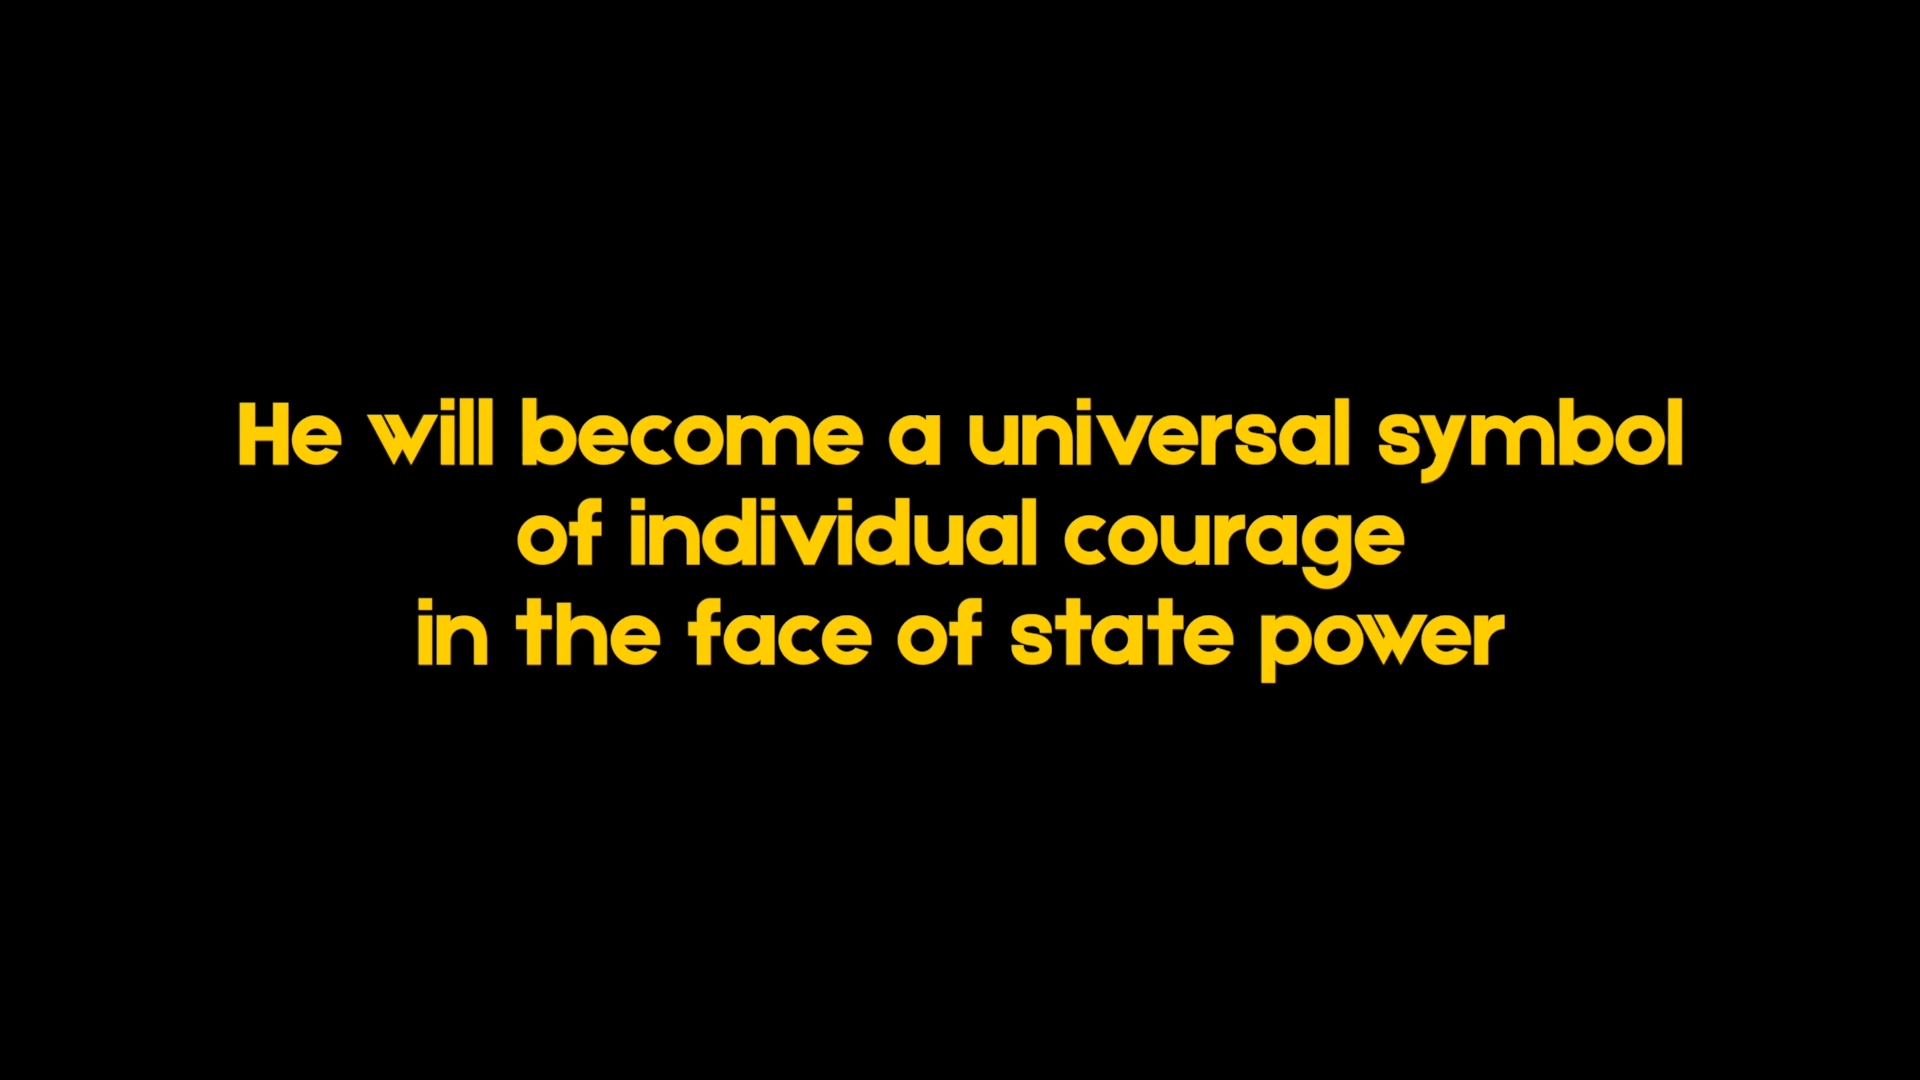 He will become a universal symbol
of individual courage
in the face of state power